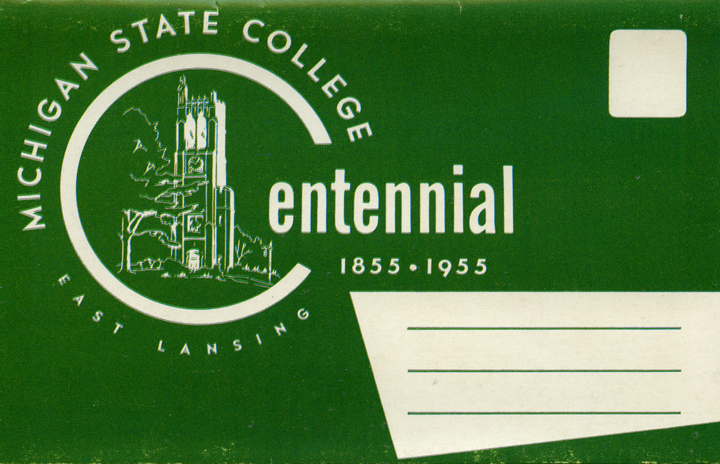 MICHIGAN STATE COLLEGE
Centennial
1855 • 1955
EAST LANSING